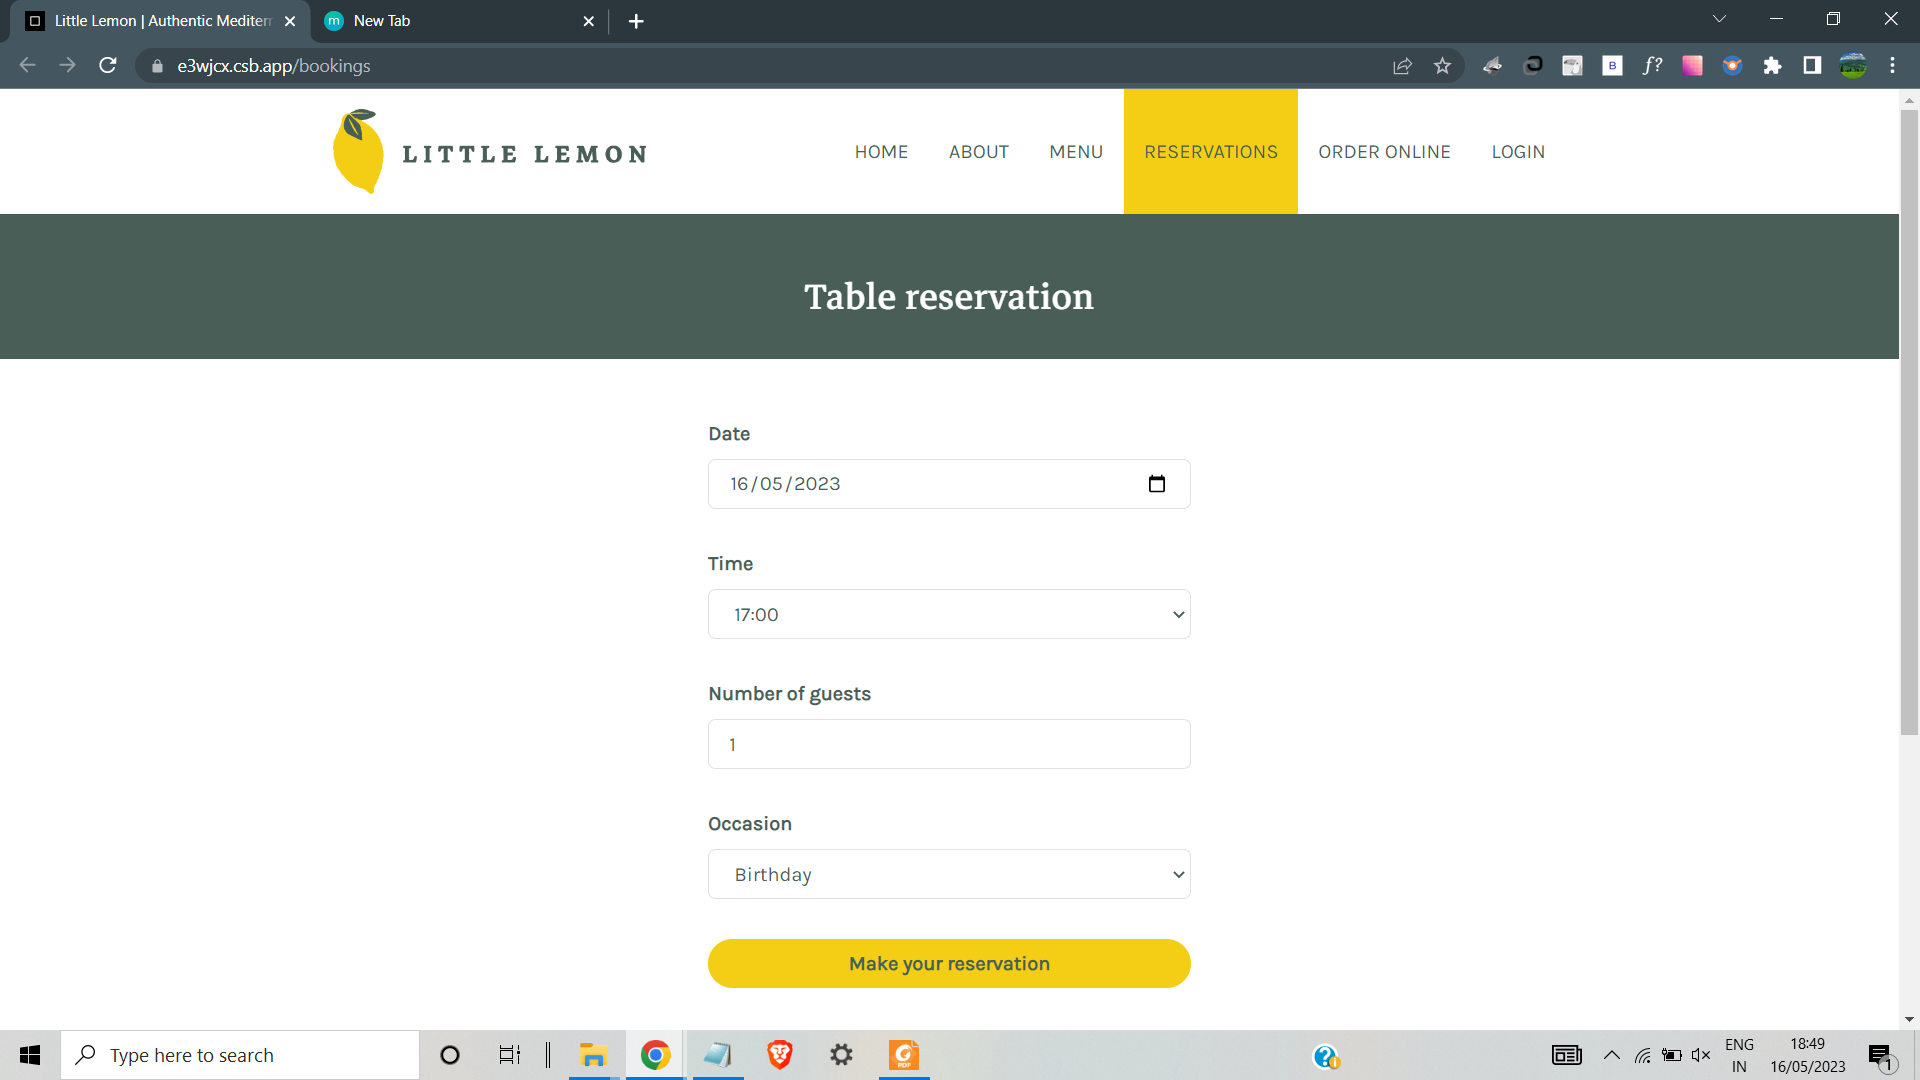 Little Lemon | Authentic Mediterr
New Tab
e3wjcx.csb.app/bookings
LITTLE LEMON
HOME
ABOUT
MENU
RESERVATIONS
ORDER ONLINE
LOGIN
Table reservation
Date
16/05/2023
Time
17:00
Number of guests
1
Occasion
Birthday
Make your reservation
Type here to search
ENG
IN
18:49
16/05/2023
1